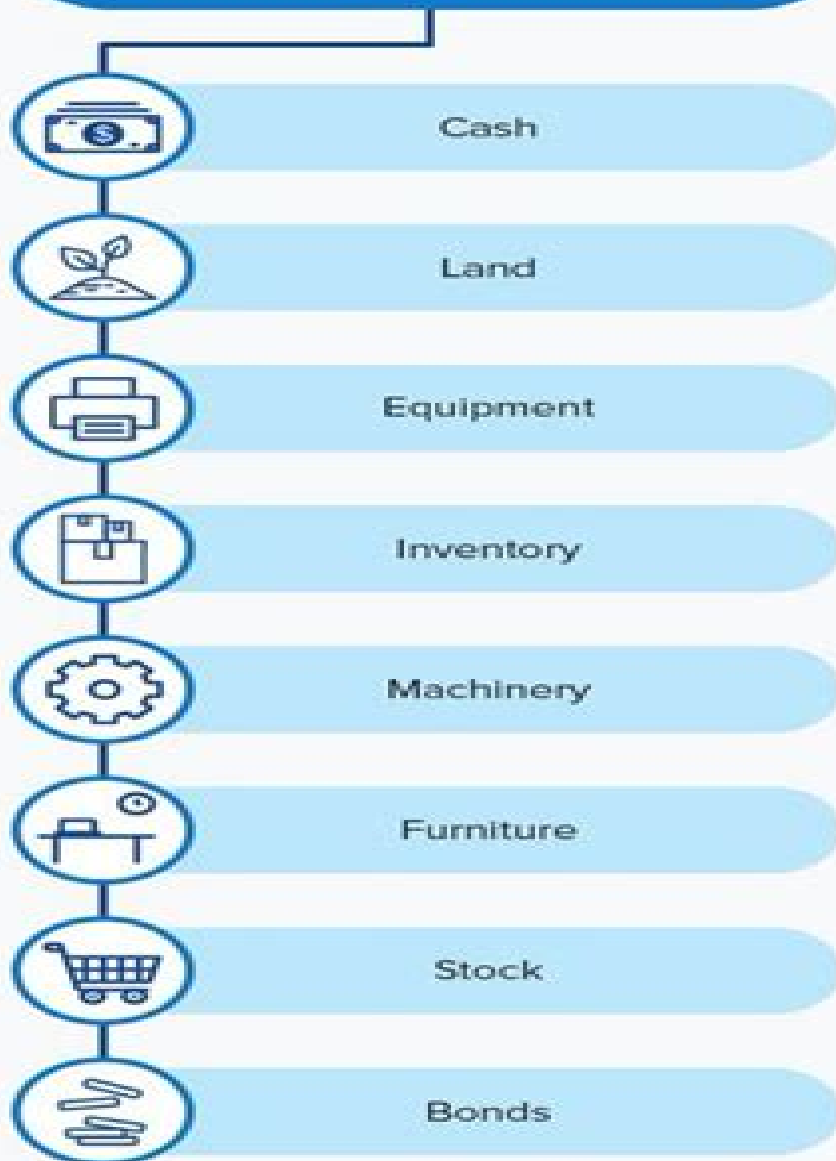 Cash
Land
Equipment
Inventory
Machinery
Furniture
Stock
Bonds